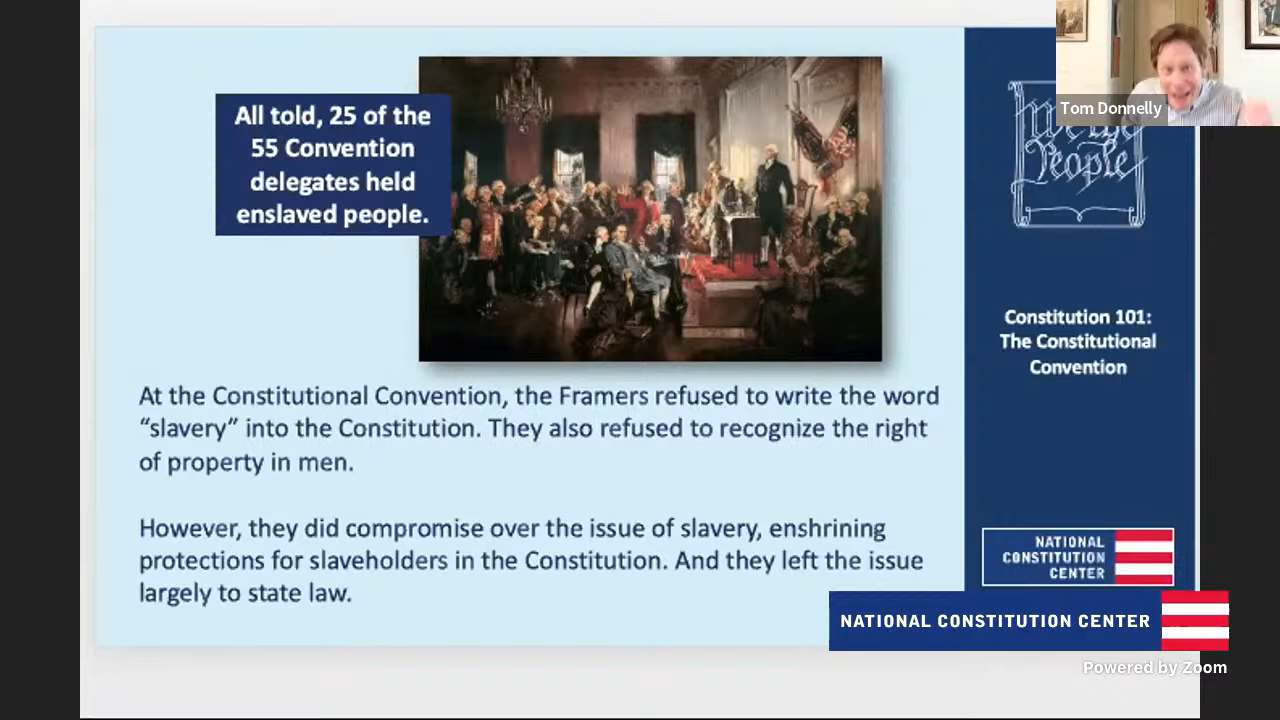 All told, 25 of the
55 Convention
delegates held
enslaved people.
Tom Donnelly
We the
People
Constitution 101:
The Constitutional
Convention
At the Constitutional Convention, the Framers refused to write the word
“slavery” into the Constitution. They also refused to recognize the right
of property in men.
However, they did compromise over the issue of slavery, enshrining
protections for slaveholders in the Constitution. And they left the issue
largely to state law.
NATIONAL
CONSTITUTION
CENTER
NATIONAL CONSTITUTION CENTER
Powered by Zoom